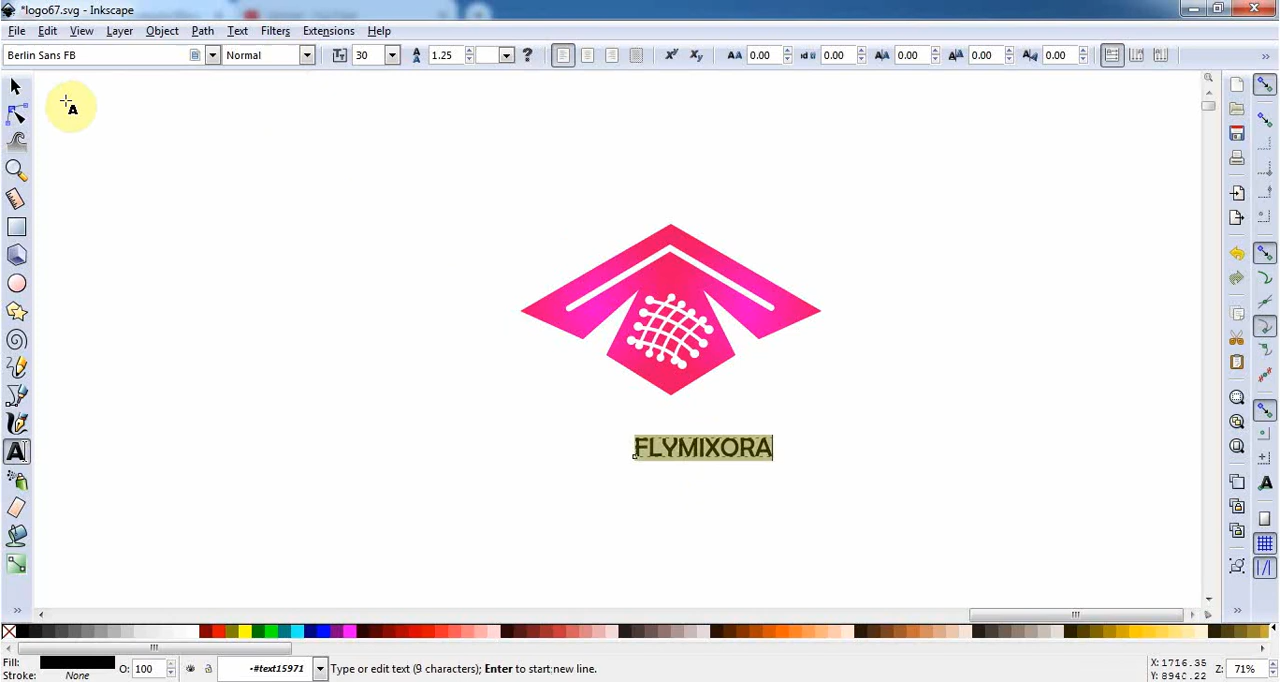 *logo67.svg - Inkscape
File Edit View Layer Object Path Text Filters Extensions Help
Berlin Sans FB Normal 30 1.25 0.00 0.00 0.00 0.00 0.00
FLYMIXORA
Fill: O: 100 -#text15971 Type or edit text (9 characters); Enter to start new line. X: 1716.35 Z: 71%
Stroke: None Y: 8940.22